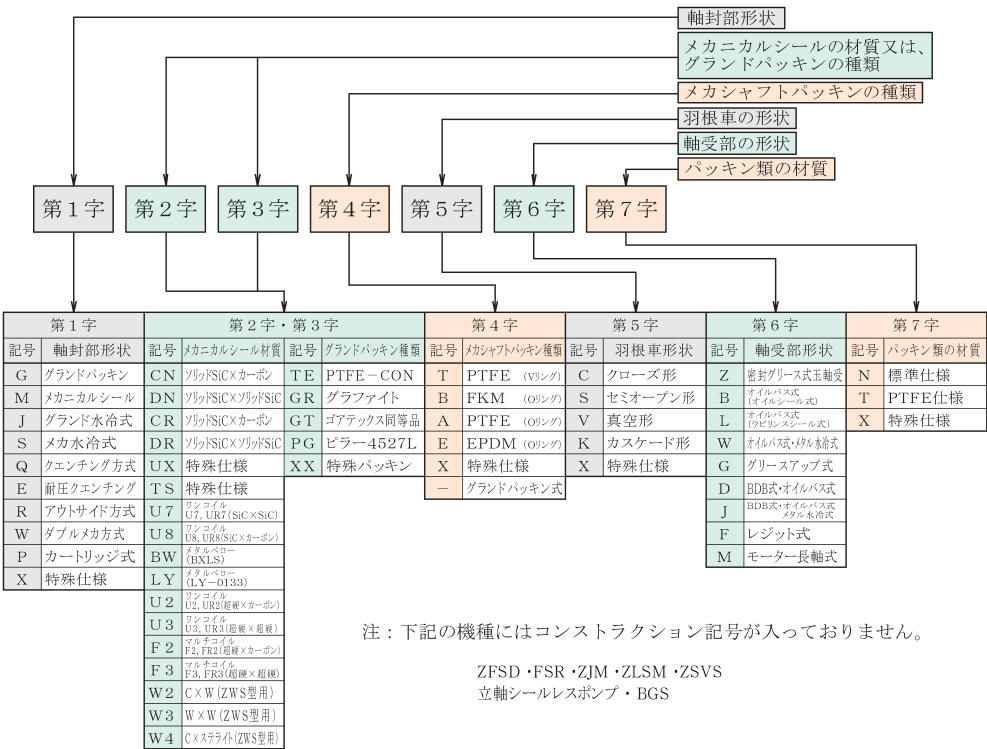 軸封部形状
メカニカルシールの材質又は、
グランドパッキンの種類
メカシャフトパッキンの種類
羽根車の形状
軸受部の形状
パッキン類の材質
第1字
第2字
第3字
第4字
第5字
第6字
第7字
第1字
記号 軸封部形状
G グランドパッキン
M メカニカルシール
J グランド水冷式
S メカ水冷式
Q クエンチング方式
E 耐圧クエンチング
R アウトサイド方式
W ダブルメカ方式
P カートリッジ式
X 特殊仕様
第2字・第3字
記号 メカニカルシール材質 記号 グランドパッキン種類
CN ソリッドSiC×カーボン TE PTFE-CON
DN ソリッドSiC×ソリッドSiC GR グラファイト
CR ソリッドSiC×カーボン GT ゴアテックス同等品
DR ソリッドSiC×ソリッドSiC PG ピラー4527L
UX 特殊仕様 XX 特殊パッキン
TS 特殊仕様
U7 ワンコイル
U7, UR7(SiC×SiC)
U8 ワンコイル
U8, UR8(SiC×カーボン)
BW メタルベロー
(BXLS)
LY メタルベロー
(LY-0133)
U2 ワンコイル
U2, UR2(超硬×カーボン)
U3 ワンコイル
U3, UR3(超硬×超硬)
F2 マルチコイル
F2, FR2(超硬×カーボン)
F3 マルチコイル
F3, FR3(超硬×超硬)
W2 C×W(ZWS型用)
W3 W×W(ZWS型用)
W4 C×ステライト(ZWS型用)
第4字
記号 メカシャフトパッキン種類
T PTFE (Vリング)
B FKM (Oリング)
A PTFE (Oリング)
E EPDM (Oリング)
X 特殊仕様
— グランドパッキン式
第5字
記号 羽根車形状
C クローズ形
S セミオープン形
V 真空形
K カスケード形
X 特殊仕様
第6字
記号 軸受部形状
Z 密封グリース式玉軸受
B オイルバス式
(オイルシール式)
L オイルバス式
(ラビリンスシール式)
W オイルバス式・メタル水冷式
G グリースアップ式
D BDB式・オイルバス式
J BDB式・オイルバス式
メタル水冷式
F レジット式
M モーター長軸式
第7字
記号 パッキン類の材質
N 標準仕様
T PTFE仕様
X 特殊仕様
注：下記の機種にはコンストラクション記号が入っておりません。
ZFSD・FSR・ZJM・ZLSM・ZSVS
立軸シールレスポンプ・BGS